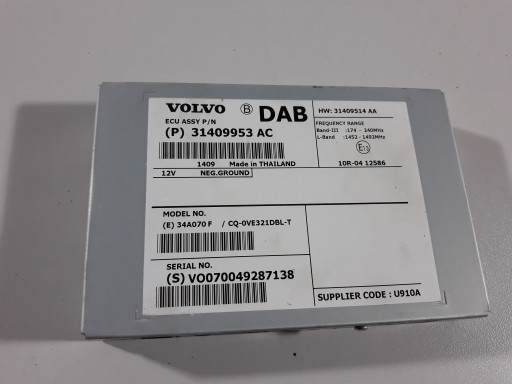 VOLVO Ⓑ DAB
HW: 31409514 AA
ECU ASSY P/N
(P) 31409953 AC
FREQUENCY RANGE
Band-III :174 - 240MHz
L-Band :1452 - 1492MHz
1409 Made in THAILAND
10R-04 12586
12V NEG.GROUND
MODEL NO.
(E) 34A070 F / CQ-0VE321DBL-T
SERIAL NO.
(S) VO070049287138
SUPPLIER CODE : U910A